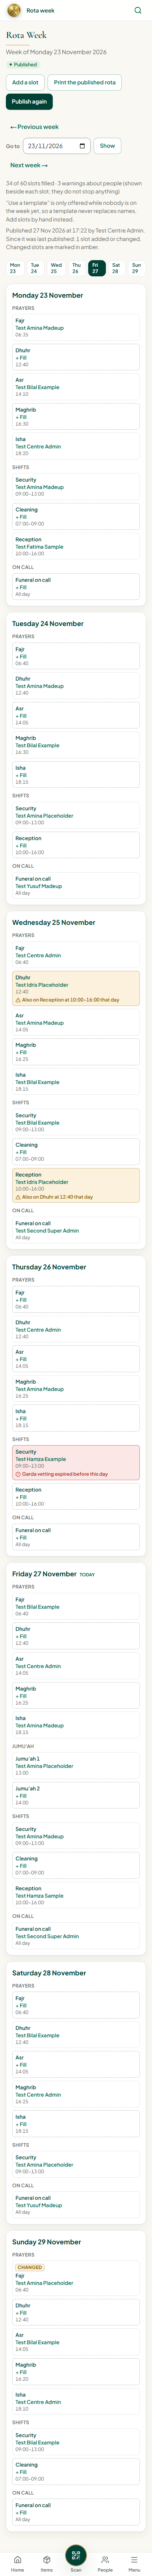 Rota week
Rota Week
Week of Monday 23 November 2026
Published
Add a slot
Print the published rota
Publish again
← Previous week
Go to
23/11/2026
Show
Next week →
51 of 60 slots filled · 3 warnings about people (shown
beside each slot; they do not stop anything)
"Use a template" is only offered while a week has no slots
yet, so a template never replaces names.
Add slots by hand instead.
Published 27 Nov 2026 at 17:22 by Test Centre Admin.
Since it was last published: 1 slot added or changed.
Changed slots are marked in amber.
Mon
23
Tue
24
Wed
25
Thu
26
Fri
27
Sat
28
Sun
29
Monday 23 November
PRAYERS
Fajr
Test Amina Madeup
06:35
Dhuhr
+ Fill
12:40
Asr
Test Bilal Example
14:10
Maghrib
+ Fill
16:30
Isha
Test Centre Admin
18:20
SHIFTS
Security
Test Amina Madeup
09:00–13:00
Cleaning
+ Fill
07:00–09:00
Reception
Test Fatima Sample
10:00–16:00
ON CALL
Funeral on call
+ Fill
All day
Tuesday 24 November
PRAYERS
Fajr
+ Fill
06:40
Dhuhr
Test Amina Madeup
12:40
Asr
+ Fill
14:05
Maghrib
Test Bilal Example
16:30
Isha
+ Fill
18:15
SHIFTS
Security
Test Amina Placeholder
09:00–13:00
Reception
+ Fill
10:00–16:00
ON CALL
Funeral on call
Test Yusuf Madeup
All day
Wednesday 25 November
PRAYERS
Fajr
Test Centre Admin
06:40
Dhuhr
Test Idris Placeholder
12:40
Also on Reception at 10:00–16:00 that day
Asr
Test Amina Madeup
14:05
Maghrib
+ Fill
16:25
Isha
Test Bilal Example
18:15
SHIFTS
Security
Test Bilal Example
09:00–13:00
Cleaning
+ Fill
07:00–09:00
Reception
Test Idris Placeholder
10:00–16:00
Also on Dhuhr at 12:40 that day
ON CALL
Funeral on call
Test Second Super Admin
All day
Thursday 26 November
PRAYERS
Fajr
+ Fill
06:40
Dhuhr
Test Centre Admin
12:40
Asr
+ Fill
14:05
Maghrib
Test Amina Madeup
16:25
Isha
+ Fill
18:15
SHIFTS
Security
Test Hamza Example
09:00–13:00
Garda vetting expired before this day
Reception
+ Fill
10:00–16:00
ON CALL
Funeral on call
+ Fill
All day
Friday 27 November TODAY
PRAYERS
Fajr
Test Bilal Example
06:40
Dhuhr
+ Fill
12:40
Asr
Test Centre Admin
14:05
Maghrib
+ Fill
16:25
Isha
Test Amina Madeup
18:15
JUMU'AH
Jumu'ah 1
Test Amina Placeholder
13:00
Jumu'ah 2
+ Fill
14:00
SHIFTS
Security
Test Amina Madeup
09:00–13:00
Cleaning
+ Fill
07:00–09:00
Reception
Test Hamza Sample
10:00–16:00
ON CALL
Funeral on call
Test Second Super Admin
All day
Saturday 28 November
PRAYERS
Fajr
+ Fill
06:40
Dhuhr
Test Bilal Example
12:40
Asr
+ Fill
14:05
Maghrib
Test Centre Admin
16:25
Isha
+ Fill
18:15
SHIFTS
Security
Test Amina Placeholder
09:00–13:00
ON CALL
Funeral on call
Test Yusuf Madeup
All day
Sunday 29 November
PRAYERS
CHANGED
Fajr
Test Amina Placeholder
06:40
Dhuhr
+ Fill
12:40
Asr
Test Bilal Example
14:05
Maghrib
+ Fill
16:20
Isha
Test Centre Admin
18:10
SHIFTS
Security
Test Bilal Example
09:00–13:00
Cleaning
+ Fill
07:00–09:00
ON CALL
Funeral on call
+ Fill
All day
Home
Items
Scan
People
Menu